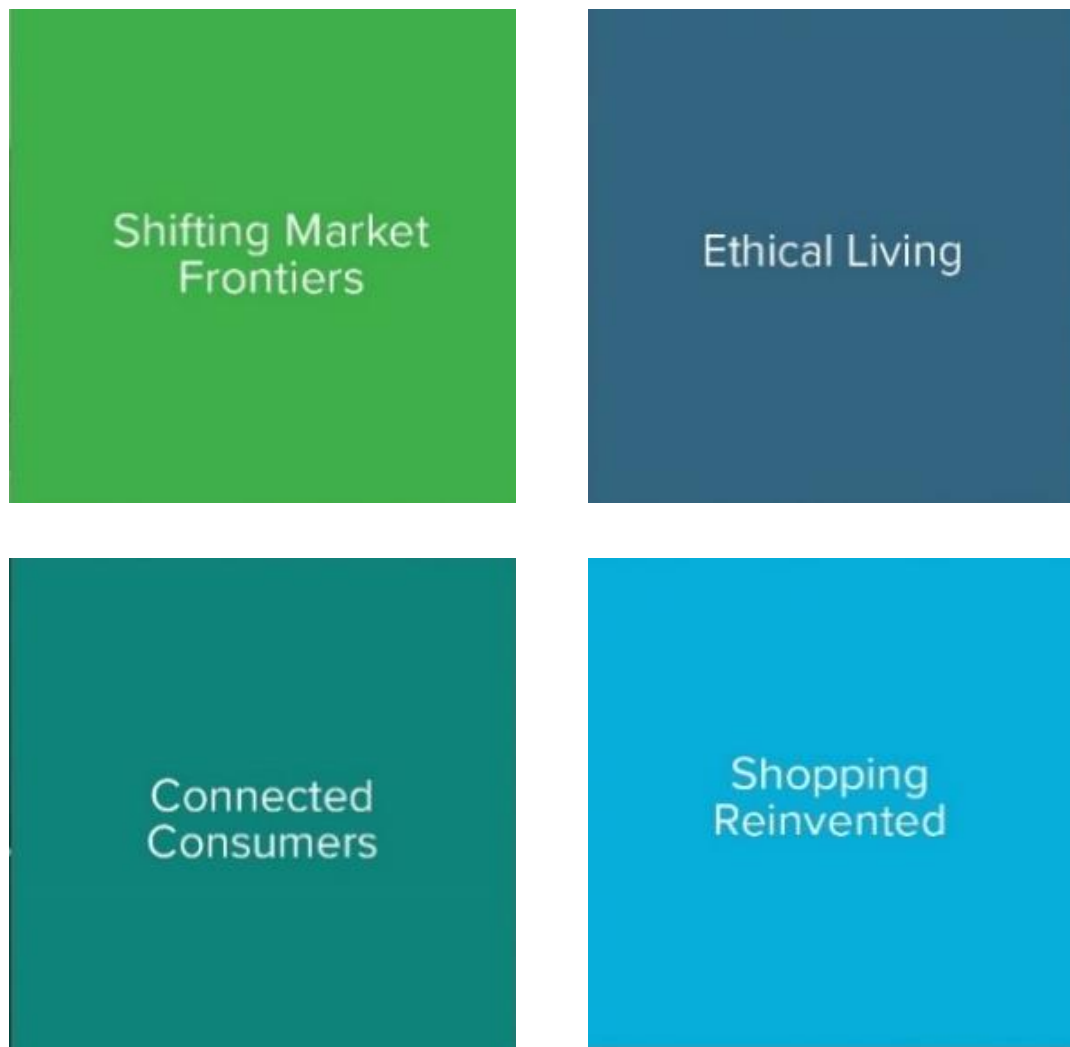 Shifting Market
Frontiers
Ethical Living
Connected
Consumers
Shopping
Reinvented